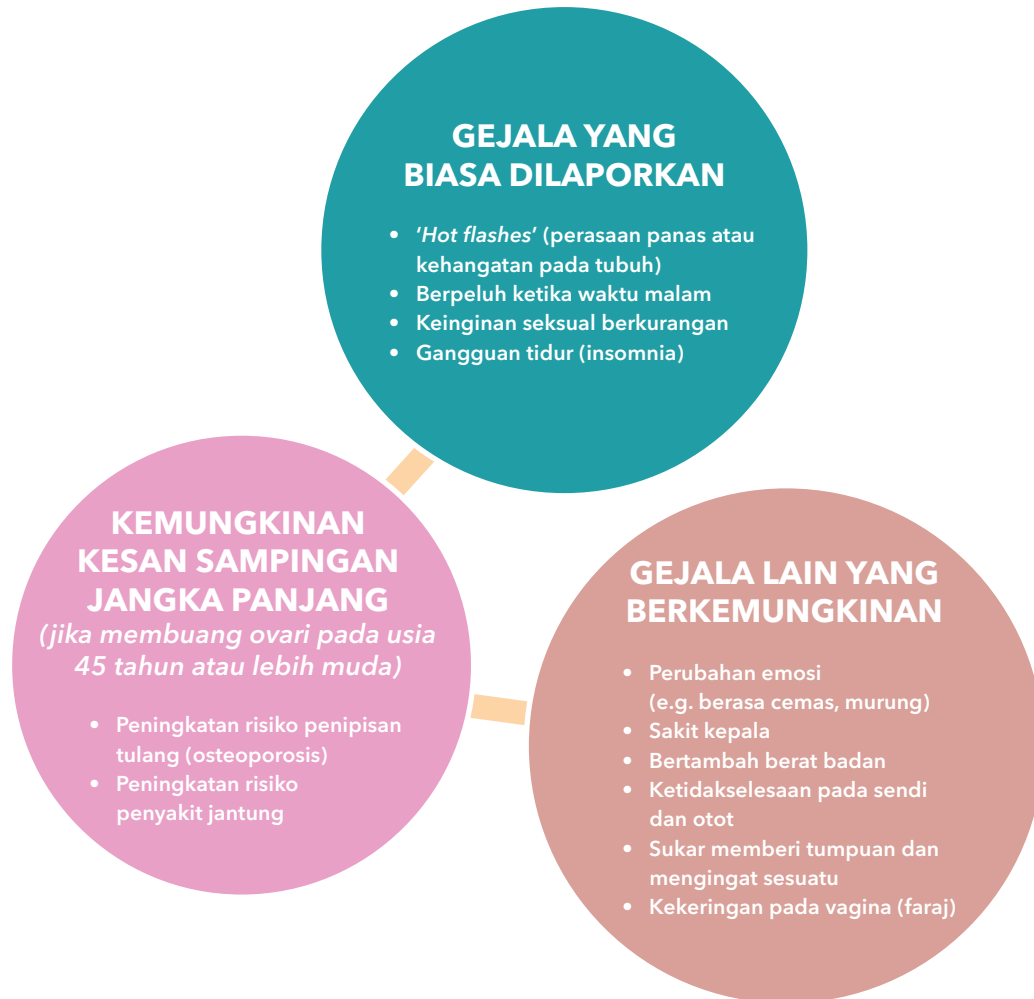 GEJALA YANG
BIASA DILAPORKAN
• ‘Hot flashes’ (perasaan panas atau
kehangatan pada tubuh)
• Berpeluh ketika waktu malam
• Keinginan seksual berkurangan
• Gangguan tidur (insomnia)
KEMUNGKINAN
KESAN SAMPINGAN
JANGKA PANJANG
(jika membuang ovari pada usia
45 tahun atau lebih muda)
• Peningkatan risiko penipisan
tulang (osteoporosis)
• Peningkatan risiko
penyakit jantung
GEJALA LAIN YANG
BERKEMUNGKINAN
• Perubahan emosi
(e.g. berasa cemas, murung)
• Sakit kepala
• Bertambah berat badan
• Ketidakselesaan pada sendi
dan otot
• Sukar memberi tumpuan dan
mengingat sesuatu
• Kekeringan pada vagina (faraj)